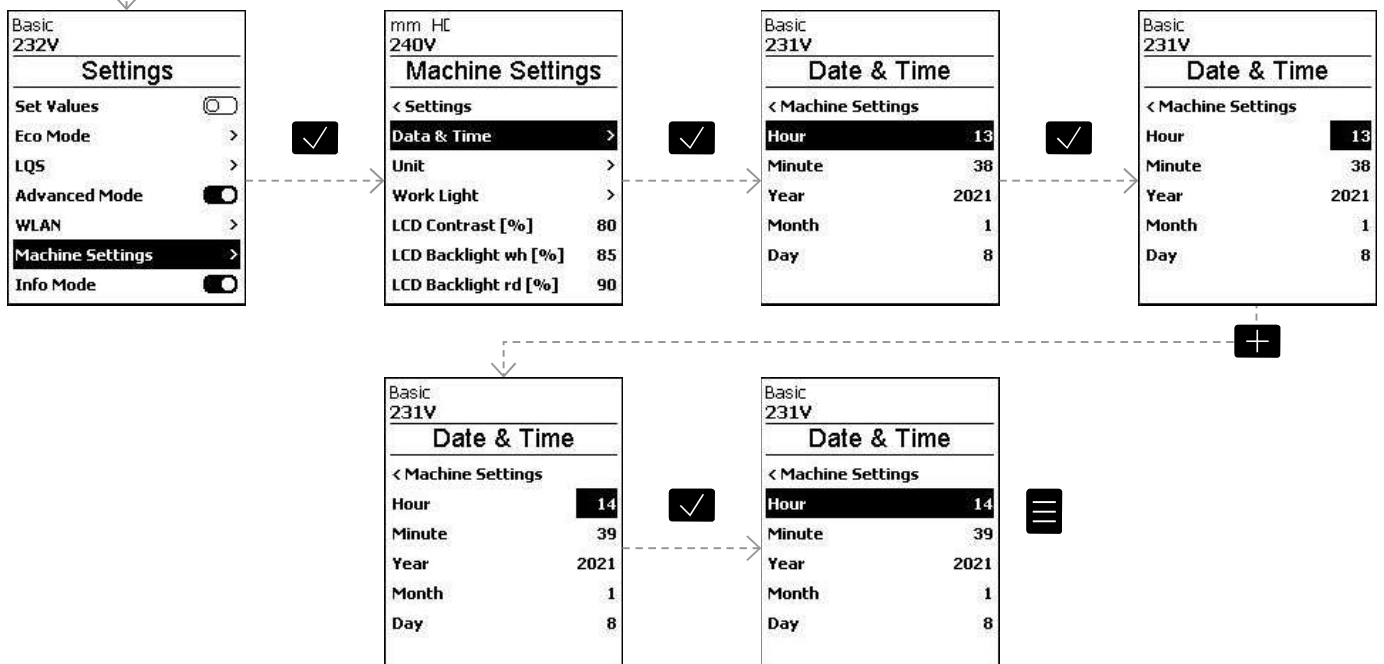 Basic
232V
Settings
Set Values
Eco Mode >
LQS >
Advanced Mode
WLAN >
Machine Settings >
Info Mode
mm HD
240V
Machine Settings
< Settings
Data & Time >
Unit >
Work Light >
LCD Contrast [%] 80
LCD Backlight wh [%] 85
LCD Backlight rd [%] 90
Basic
231V
Date & Time
< Machine Settings
Hour 13
Minute 38
Year 2021
Month 1
Day 8
Basic
231V
Date & Time
< Machine Settings
Hour 13
Minute 38
Year 2021
Month 1
Day 8
Basic
231V
Date & Time
< Machine Settings
Hour 14
Minute 39
Year 2021
Month 1
Day 8
Basic
231V
Date & Time
< Machine Settings
Hour 14
Minute 39
Year 2021
Month 1
Day 8